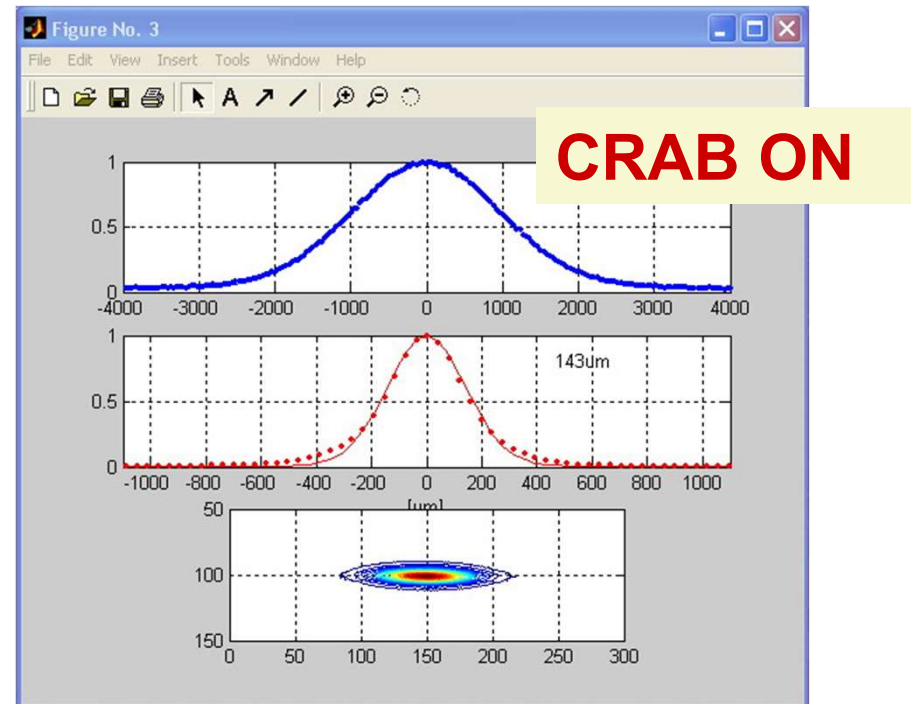 Figure No. 3
File Edit View Insert Tools Window Help
A
CRAB ON
1
0.5
0
-4000 -3000 -2000 -1000 0 1000 2000 3000 4000
1
143um
0.5
0
-1000 -800 -600 -400 -200 0 200 400 600 800 1000
[um]
50
100
150
0 50 100 150 200 250 300